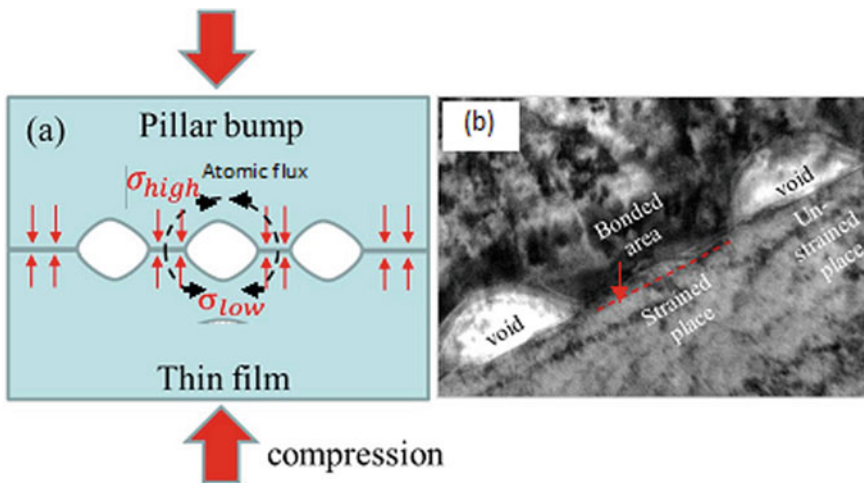 (a)
Pillar bump
σhigh
Atomic flux
σlow
Thin film
compression
(b)
void
Bonded
area
Un-
strained
place
Strained
place
void